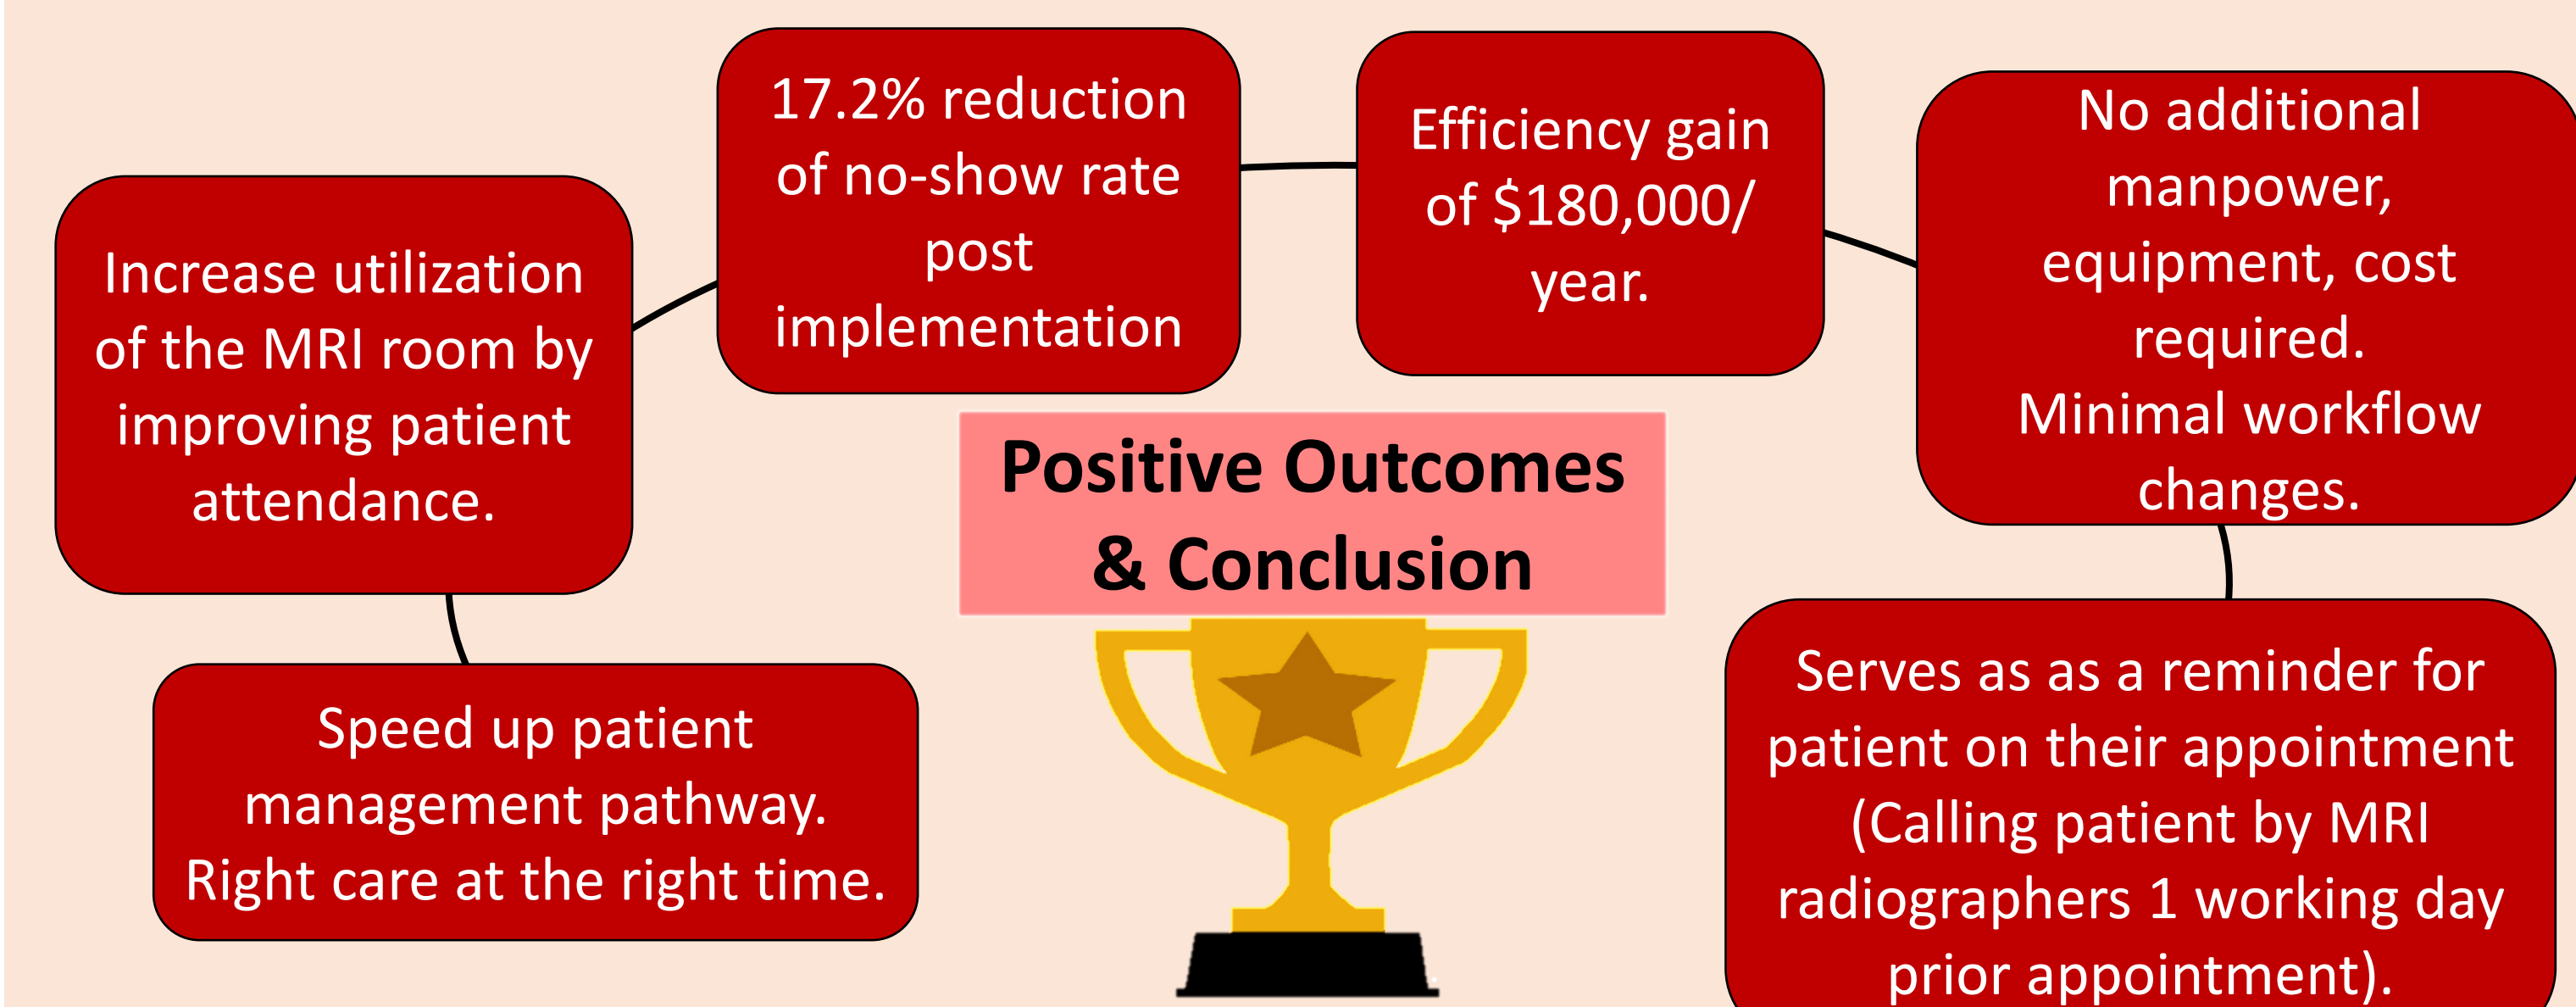 Speed up patient
management pathway.
Right care at the right time.
Increase utilization
of the MRI room by
improving patient
attendance.
17.2% reduction
of no-show rate
post
implementation
Efficiency gain
of $180,000/
year.
No additional
manpower,
equipment, cost
required.
Minimal workflow
changes.
Serves as as a reminder for
patient on their appointment
(Calling patient by MRI
radiographers 1 working day
prior appointment).
Positive Outcomes
& Conclusion